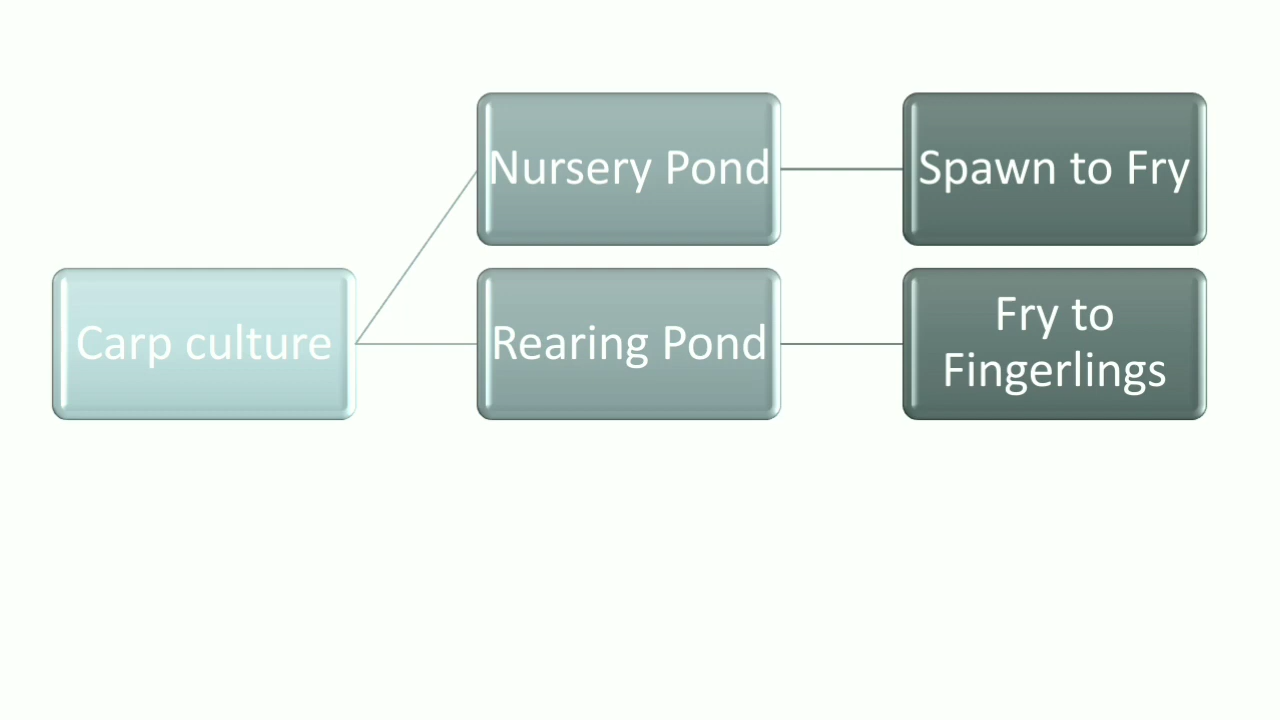 Nursery Pond
Spawn to Fry
Carp culture
Rearing Pond
Fry to
Fingerlings